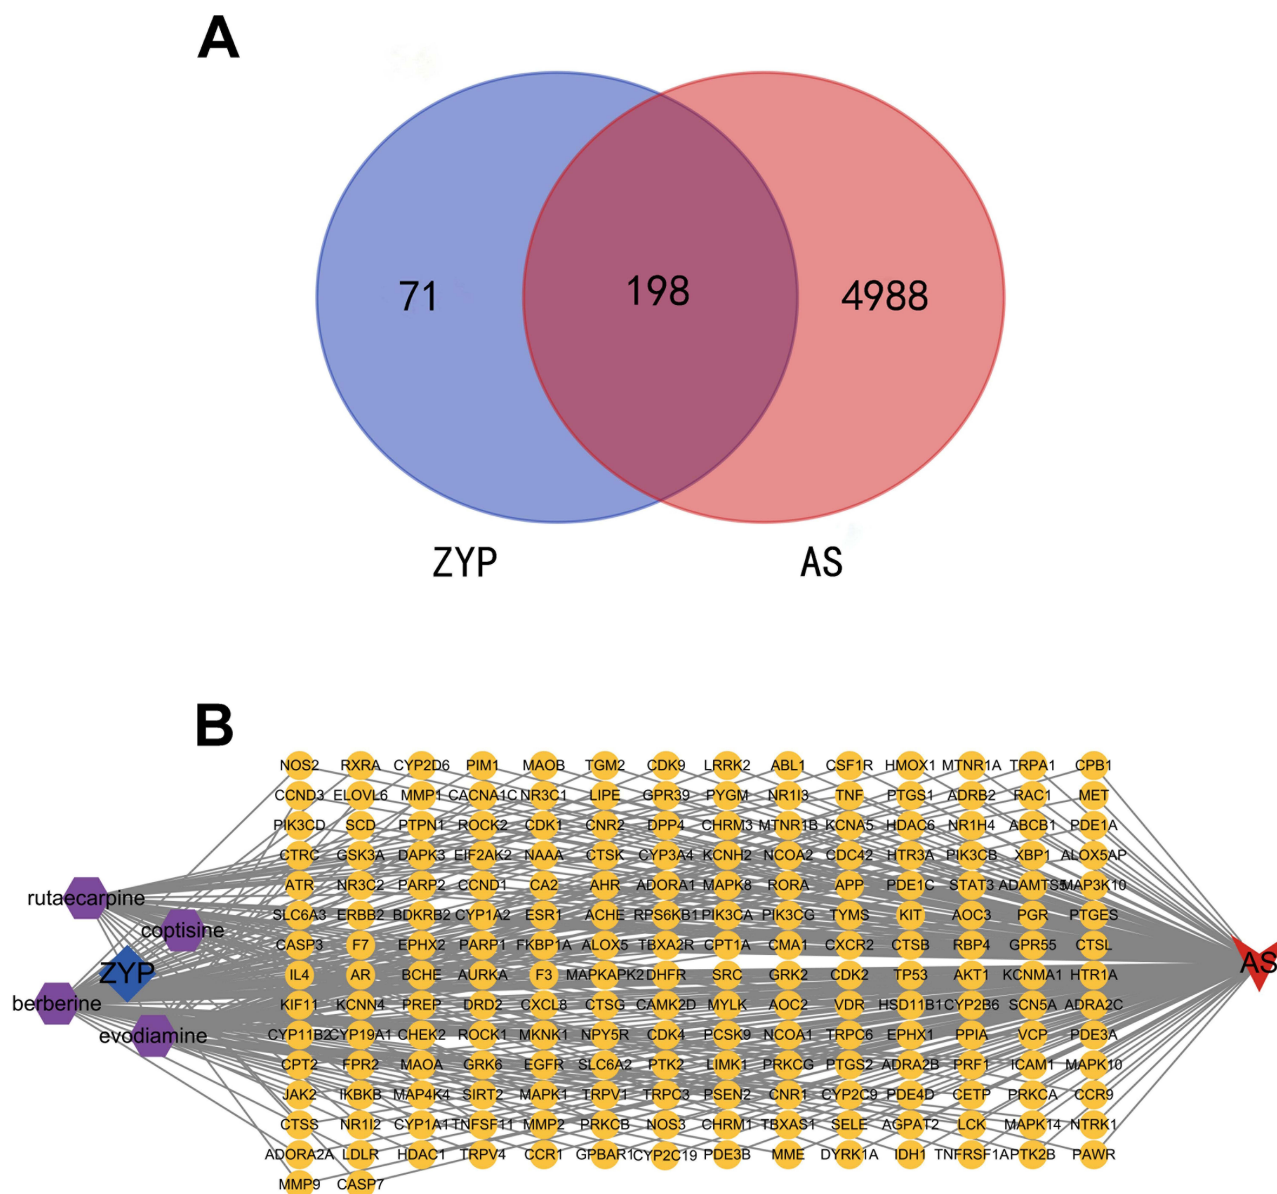 A
71 198 4988
ZYP AS
B
NOS2 RXRA CYP2D6 PIM1 MAOB TGM2 CDK9 LRRK2 ABL1 CSF1R HMOX1 MTNR1A TRPA1 CPB1
CCND3 ELOVL6 MMP1 CACNA1C NR3C1 LIPE GPR39 PYGM NR1I3 TNF PTGS1 ADRB2 RAC1 MET
PIK3CD SCD PTPN1 ROCK2 CDK1 CNR2 DPP4 CHRM3 MTNR1B KCNA5 HDAC6 NR1H4 ABCB1 PDE1A
CTRC GSK3A DAPK3 EIF2AK2 NAAA CTSK CYP3A4 KCNH2 NCOA2 CDC42 HTR3A PIK3CB XBP1 ALOX5AP
ATR NR3C2 PARP2 CCND1 CA2 AHR ADORA1 MAPK8 RORA APP PDE1C STAT3 ADAMTS5 MAP3K10
rutaecarpine
SLC6A3 ERBB2 BDKRB2 CYP1A2 ESR1 ACHE RPS6KB1 PIK3CA PIK3CG TYMS KIT AOC3 PGR PTGES
coptisine
CASP3 F7 EPHX2 PARP1 FKBP1A ALOX5 TBXA2R CPT1A CMA1 CXCR2 CTSB RBP4 GPR55 CTSL
AS
ZYP
IL4 AR BCHE AURKA F3 MAPKAPK2 DHFR SRC GRK2 CDK2 TP53 AKT1 KCNMA1 HTR1A
berberine
KIF11 KCNN4 PREP DRD2 CXCL8 CTSG CAMK2D MYLK AOC2 VDR HSD11B1 CYP2B6 SCN5A ADRA2C
evodiamine
CYP11B2 CYP19A1 CHEK2 ROCK1 MKNK1 NPY5R CDK4 PCSK9 NCOA1 TRPC6 EPHX1 PPIA VCP PDE3A
CPT2 FPR2 MAOA GRK6 EGFR SLC6A2 PTK2 LIMK1 PRKCG PTGS2 ADRA2B PRF1 ICAM1 MAPK10
JAK2 IKBKB MAP4K4 SIRT2 MAPK1 TRPV1 TRPC3 PSEN2 CNR1 CYP2C9 PDE4D CETP PRKCA CCR9
CTSS NR1I2 CYP1A1 TNFSF11 MMP2 PRKCB NOS3 CHRM1 TBXAS1 SELE AGPAT2 LCK MAPK14 NTRK1
ADORA2A LDLR HDAC1 TRPV4 CCR1 GPBAR1 CYP2C19 PDE3B MME DYRK1A IDH1 TNFRSF1A PTK2B PAWR
MMP9 CASP7